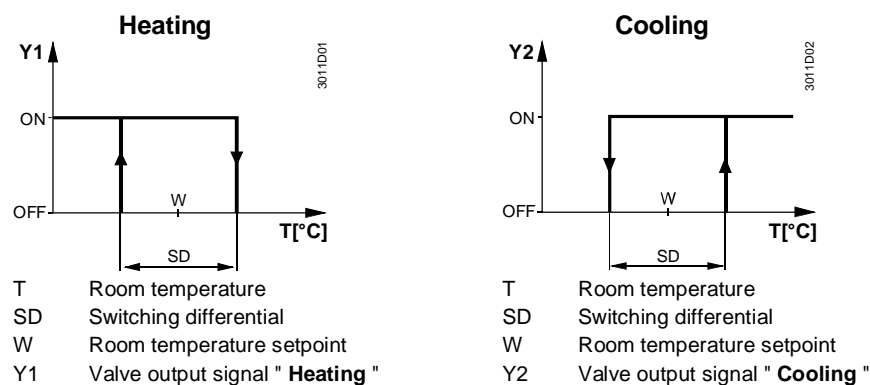 Heating
Y1
3011D01
ON
W
OFF
T[°C]
SD
T Room temperature
SD Switching differential
W Room temperature setpoint
Y1 Valve output signal " Heating "
Cooling
Y2
3011D02
ON
W
OFF
T[°C]
SD
T Room temperature
SD Switching differential
W Room temperature setpoint
Y2 Valve output signal " Cooling "